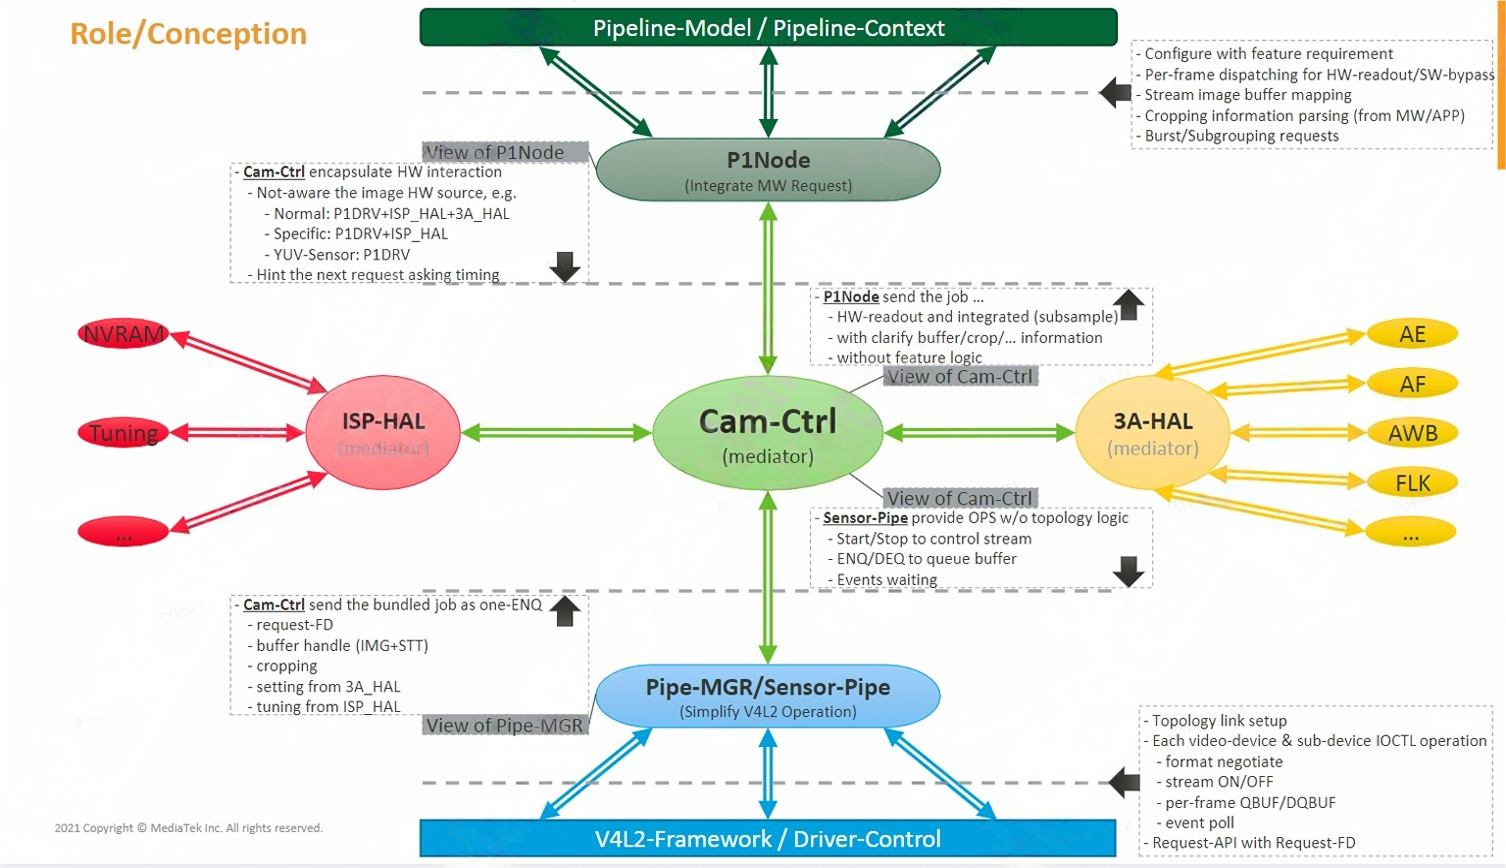 Role/Conception
Pipeline-Model / Pipeline-Context
- Configure with feature requirement
- Per-frame dispatching for HW-readout/SW-bypass
- Stream image buffer mapping
- Cropping information parsing (from MW/APP)
- Burst/Subgrouping requests
View of P1Node
P1Node
(Integrate MW Request)
- Cam-Ctrl encapsulate HW interaction
- Not-aware the image HW source, e.g.
- Normal: P1DRV+ISP_HAL+3A_HAL
- Specific: P1DRV+ISP_HAL
- YUV-Sensor: P1DRV
- Hint the next request asking timing
- P1Node send the job ...
- HW-readout and integrated (subsample)
- with clarify buffer/crop/... information
- without feature logic
View of Cam-Ctrl
NVRAM
Tuning
...
ISP-HAL
(mediator)
Cam-Ctrl
(mediator)
3A-HAL
(mediator)
AE
AF
AWB
FLK
...
View of Cam-Ctrl
- Sensor-Pipe provide OPS w/o topology logic
- Start/Stop to control stream
- ENQ/DEQ to queue buffer
- Events waiting
- Cam-Ctrl send the bundled job as one-ENQ
- request-FD
- buffer handle (IMG+STT)
- cropping
- setting from 3A_HAL
- tuning from ISP_HAL
View of Pipe-MGR
Pipe-MGR/Sensor-Pipe
(Simplify V4L2 Operation)
- Topology link setup
- Each video-device & sub-device IOCTL operation
- format negotiate
- stream ON/OFF
- per-frame QBUF/DQBUF
- event poll
- Request-API with Request-FD
V4L2-Framework / Driver-Control
2021 Copyright © MediaTek Inc. All rights reserved.